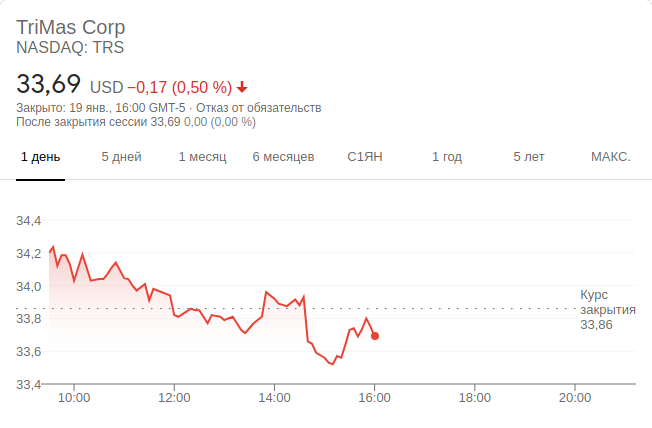 TriMas Corp
NASDAQ: TRS
33,69 USD −0,17 (0,50 %)
Закрыто: 19 янв., 16:00 GMT-5 · Отказ от обязательств
После закрытия сессии 33,69 0,00 (0,00 %)
1 день 5 дней 1 месяц 6 месяцев С1ЯН 1 год 5 лет МАКС.
34,4
34,2
34,0
33,8
33,6
33,4
Курс
закрытия
33,86
10:00 12:00 14:00 16:00 18:00 20:00